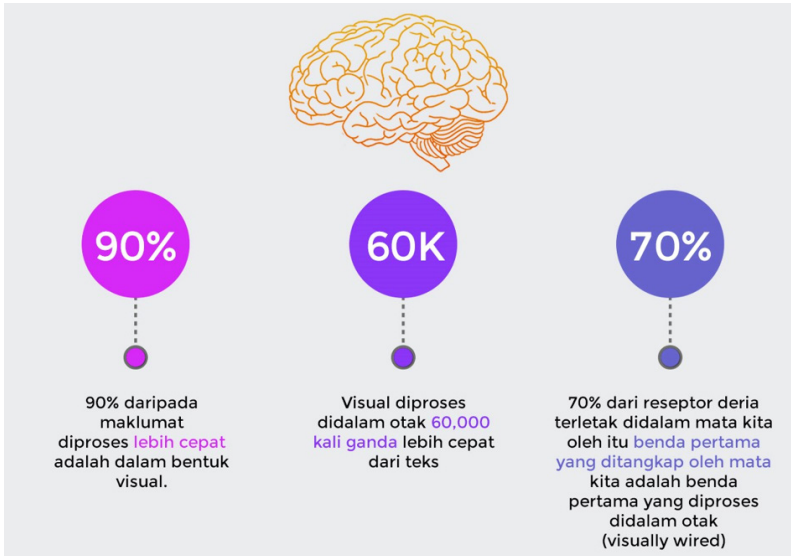 90%
60K
70%
90% daripada
maklumat
diproses lebih cepat
adalah dalam bentuk
visual.
Visual diproses
didalam otak 60,000
kali ganda lebih cepat
dari teks
70% dari reseptor deria
terletak didalam mata kita
oleh itu benda pertama
yang ditangkap oleh mata
kita adalah benda
pertama yang diproses
didalam otak
(visually wired)